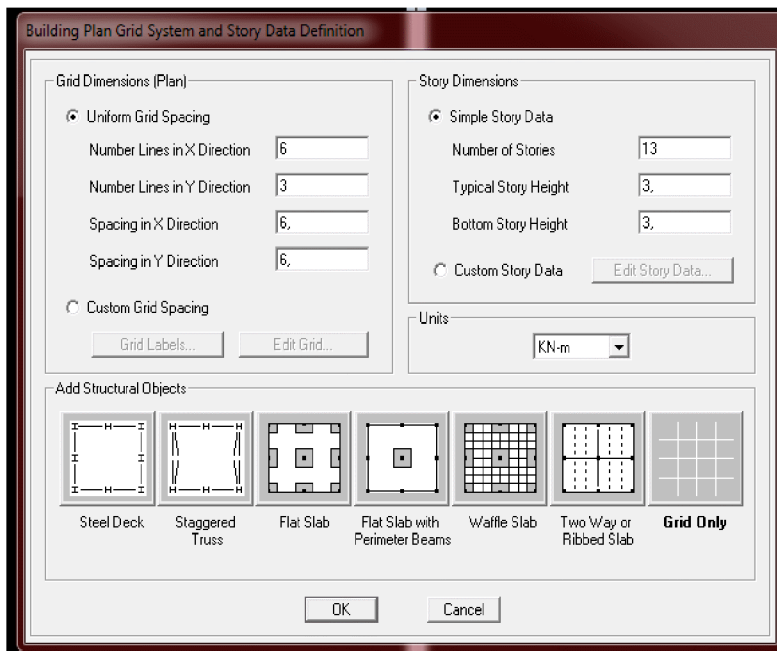 Building Plan Grid System and Story Data Definition
Grid Dimensions (Plan)
Uniform Grid Spacing
Number Lines in X Direction 6
Number Lines in Y Direction 3
Spacing in X Direction 6,
Spacing in Y Direction 6,
Custom Grid Spacing
Grid Labels... Edit Grid...
Story Dimensions
Simple Story Data
Number of Stories 13
Typical Story Height 3,
Bottom Story Height 3,
Custom Story Data Edit Story Data...
Units
KN-m
Add Structural Objects
Steel Deck
Staggered
Truss
Flat Slab
Flat Slab with
Perimeter Beams
Waffle Slab
Two Way or
Ribbed Slab
Grid Only
OK Cancel